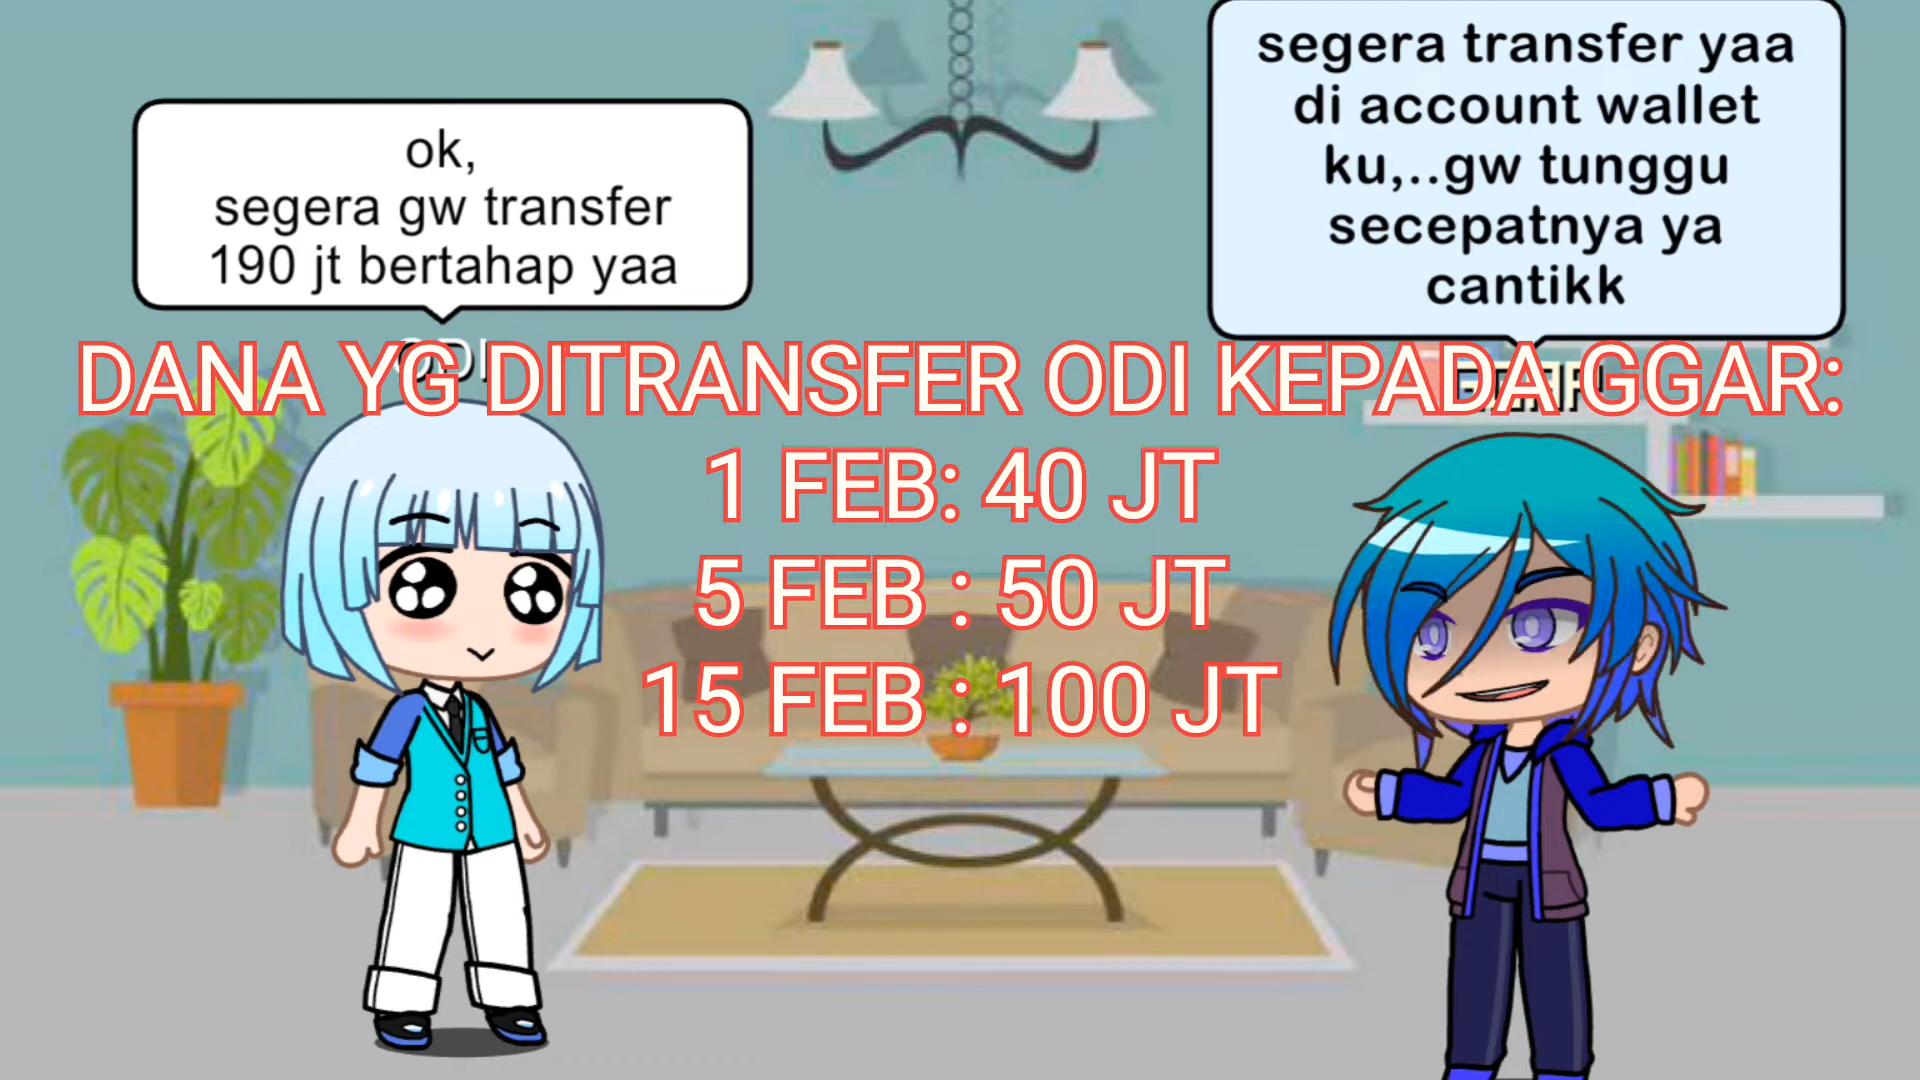 ok,
segera gw transfer
190 jt bertahap yaa
segera transfer yaa
di account wallet
ku,..gw tunggu
secepatnya ya
cantikk
ODI
DANA YG DITRANSFER ODI KEPADA GGAR:
1 FEB: 40 JT
5 FEB : 50 JT
15 FEB : 100 JT